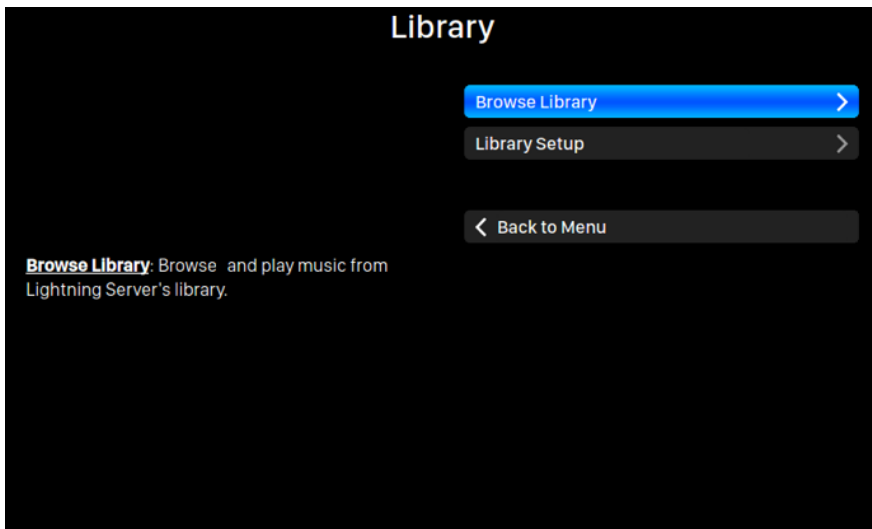 Library
Browse Library
Library Setup
Back to Menu
Browse Library: Browse  and play music from
Lightning Server's library.